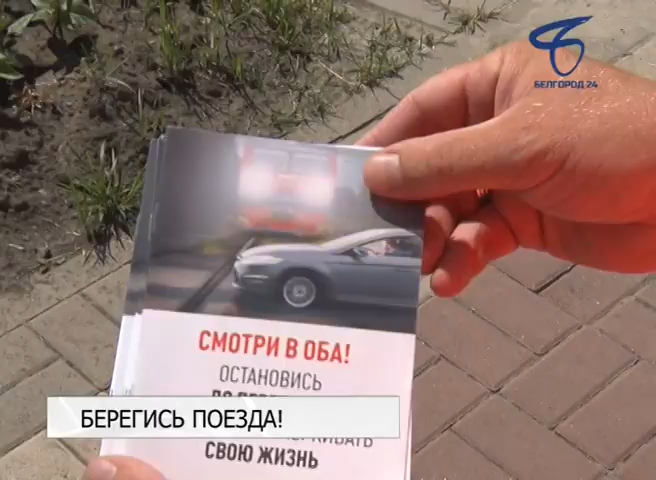 БЕЛГОРОД 24
СМОТРИ В ОБА!
ОСТАНОВИСЬ
БЕРЕГИСЬ ПОЕЗДА!
СВОЮ ЖИЗНЬ